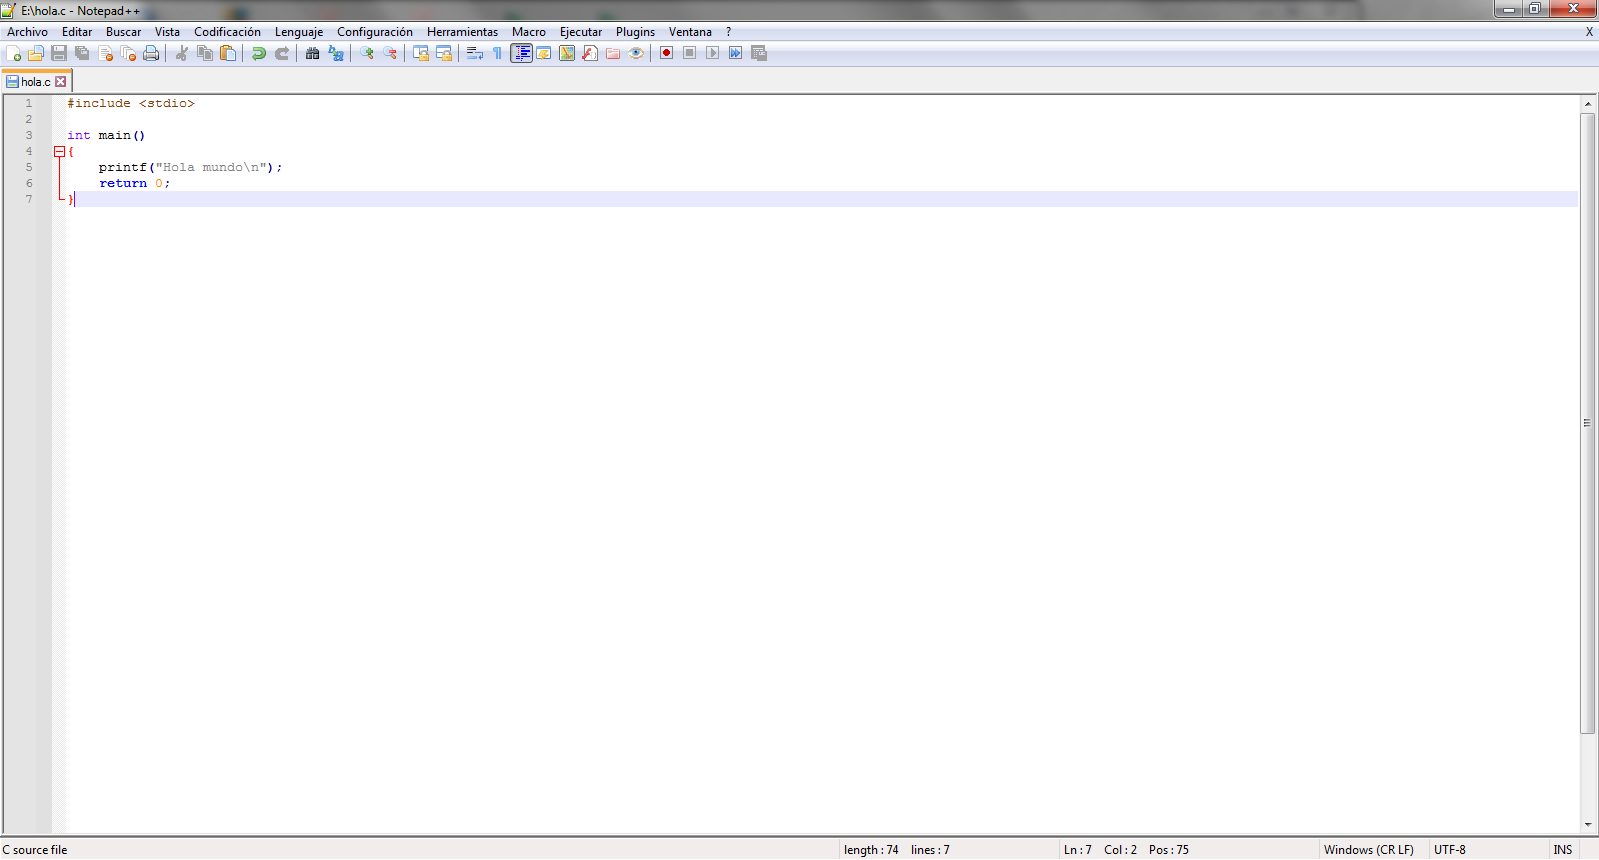 E:\hola.c - Notepad++
Archivo Editar Buscar Vista Codificación Lenguaje Configuración Herramientas Macro Ejecutar Plugins Ventana ? X
hola.c
1 #include <stdio>
2
3 int main()
4 {
5 printf("Hola mundo\n");
6 return 0;
7 }
C source file length : 74 lines : 7 Ln : 7 Col : 2 Pos : 75 Windows (CR LF) UTF-8 INS